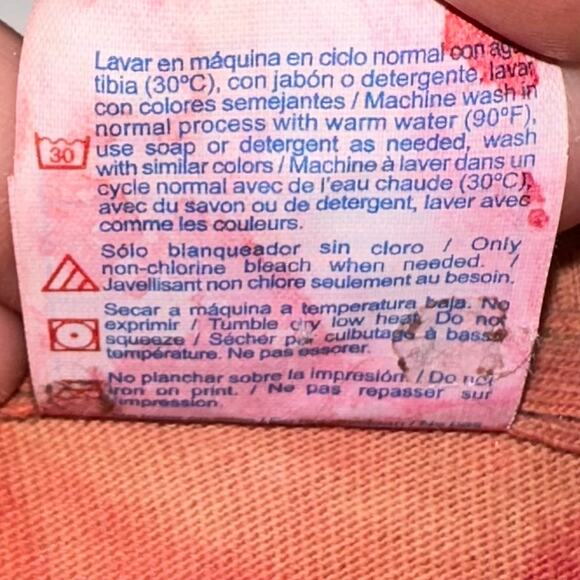 Lavar en máquina en ciclo normal con agua
tibia (30ºC), con jabón o detergente, lavar
con colores semejantes / Machine wash in
normal process with warm water (90ºF),
30 use soap or detergent as needed, wash
with similar colors / Machine à laver dans un
cycle normal avec de l'eau chaude (30ºC),
avec du savon ou de detergent, laver avec
comme les couleurs.
Sólo blanqueador sin cloro / Only
non-chlorine bleach when needed. /
Javellisant non chlore seulement au besoin.
Secar a máquina a temperatura baja. No
exprimir / Tumble dry low heat, Do not
squeeze / Sécher par culbutage à basse
température. Ne pas essorer.
No planchar sobre la impresión. / Do not
iron on print. / Ne pas repasser sur
impression.